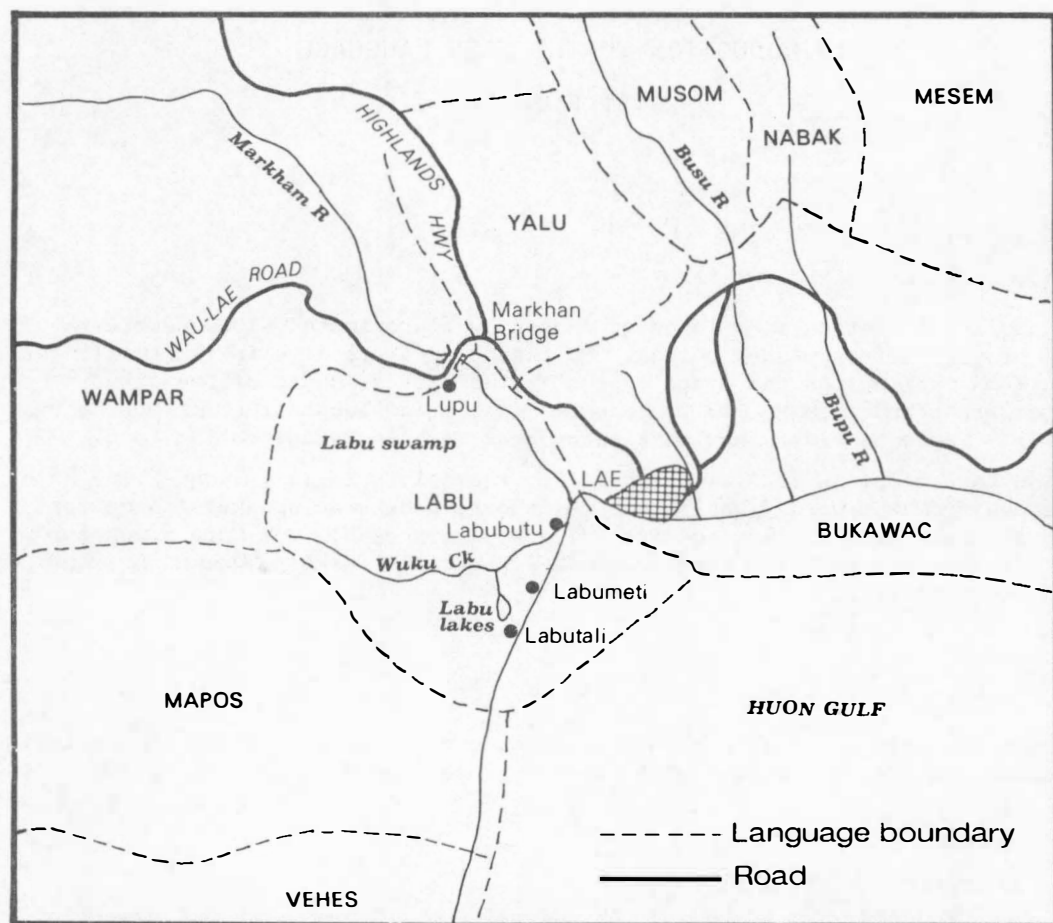 MUSOM
MESEM
NABAK
HIGHLANDS
HWY
Markham R
Busu R
YALU
WAU-LAE ROAD
Markhan
Bridge
WAMPAR
Lupu
Bupu R
Labu swamp
LAE
LABU
Labubutu
BUKAWAC
Wuku Ck
Labumeti
Labu
lakes
Labutali
MAPOS
HUON GULF
Language boundary
Road
VEHES